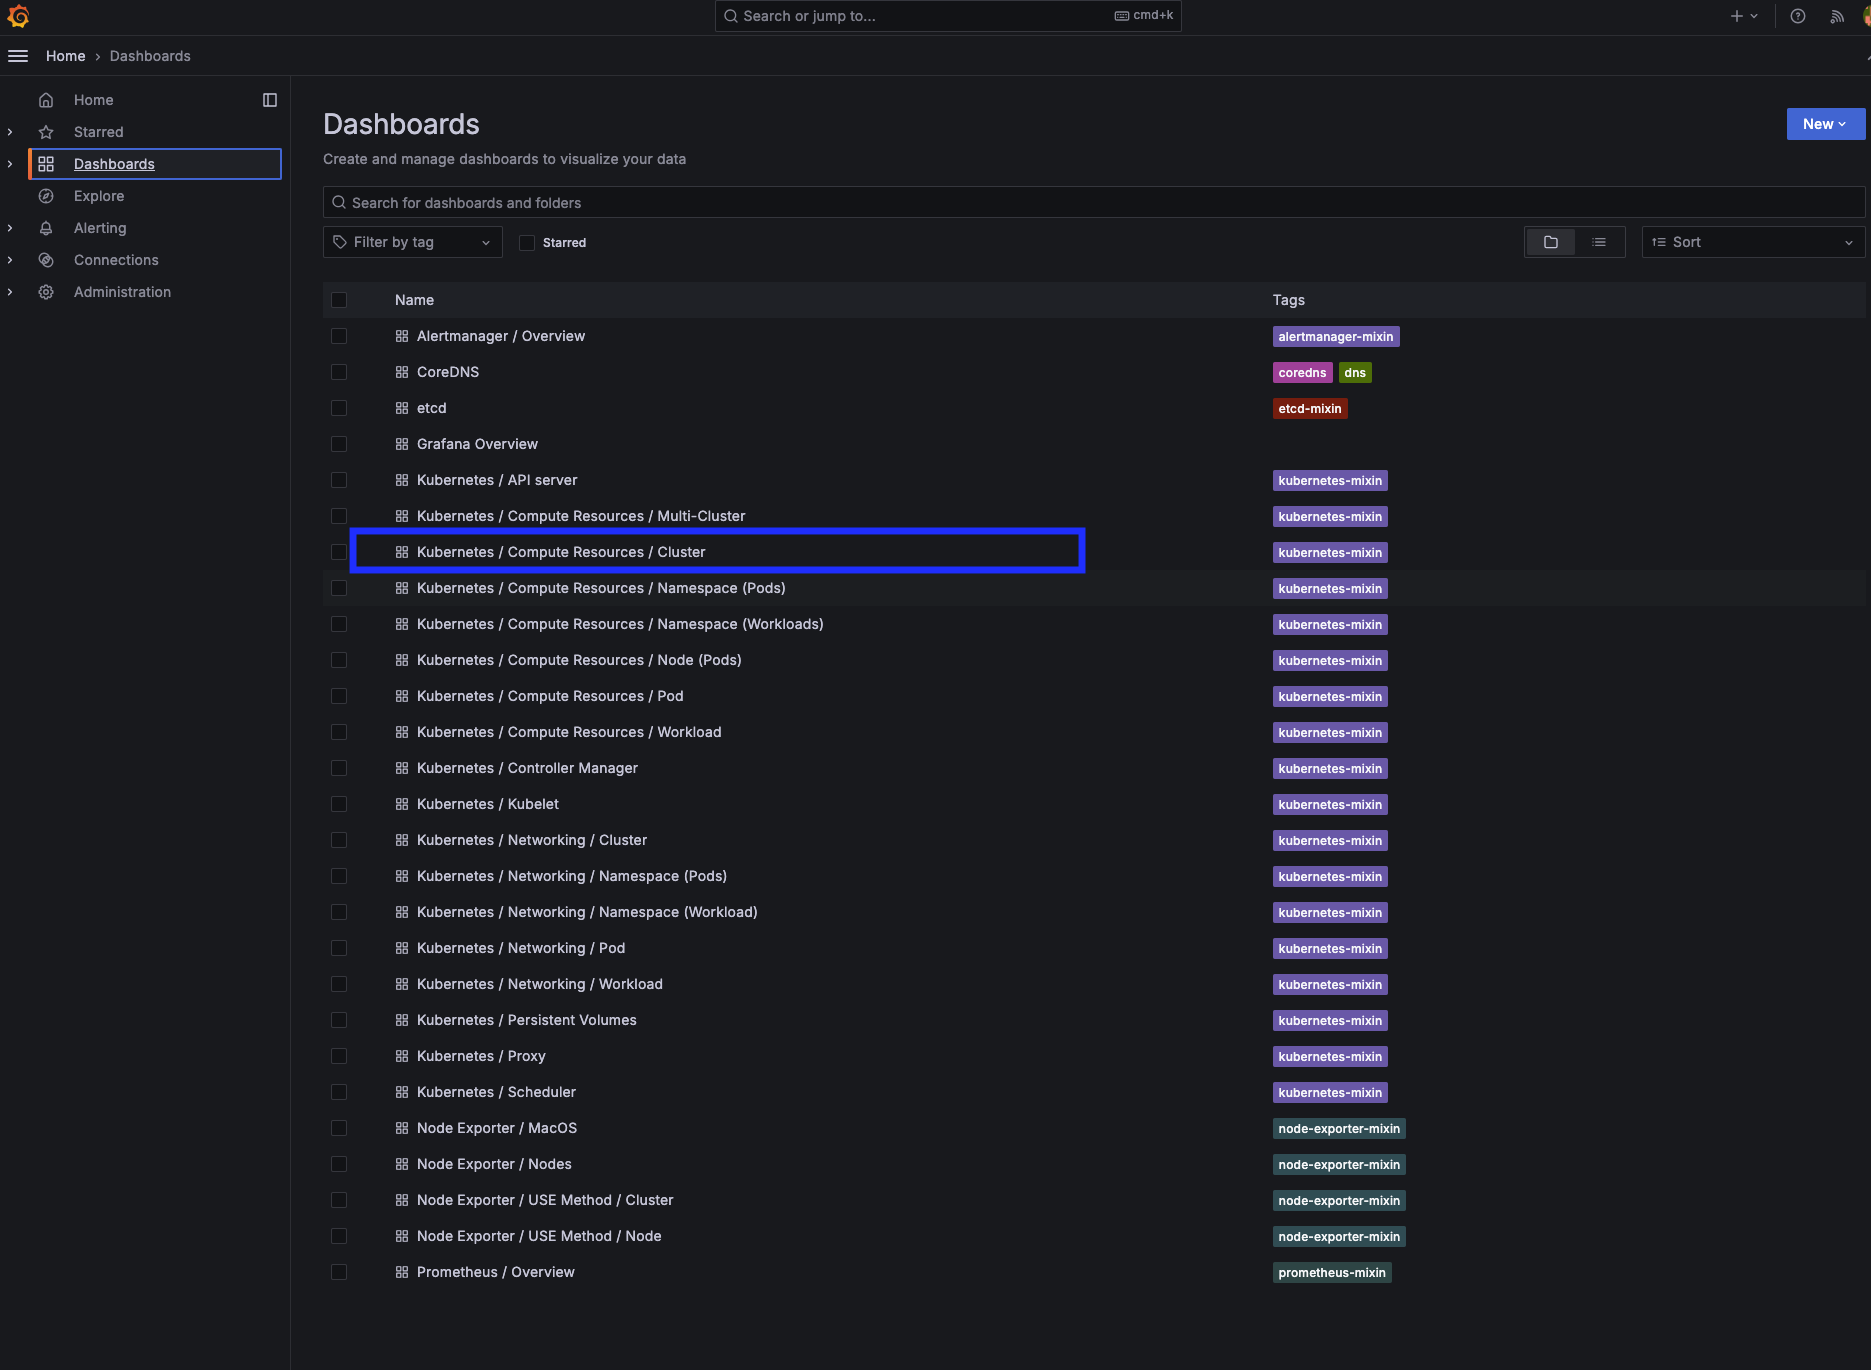 Search or jump to... cmd+k
Home › Dashboards
Home
Starred
Dashboards
Explore
Alerting
Connections
Administration
Dashboards
New
Create and manage dashboards to visualize your data
Search for dashboards and folders
Filter by tag Starred Sort
Name Tags
Alertmanager / Overview alertmanager-mixin
CoreDNS coredns dns
etcd etcd-mixin
Grafana Overview
Kubernetes / API server kubernetes-mixin
Kubernetes / Compute Resources / Multi-Cluster kubernetes-mixin
Kubernetes / Compute Resources / Cluster kubernetes-mixin
Kubernetes / Compute Resources / Namespace (Pods) kubernetes-mixin
Kubernetes / Compute Resources / Namespace (Workloads) kubernetes-mixin
Kubernetes / Compute Resources / Node (Pods) kubernetes-mixin
Kubernetes / Compute Resources / Pod kubernetes-mixin
Kubernetes / Compute Resources / Workload kubernetes-mixin
Kubernetes / Controller Manager kubernetes-mixin
Kubernetes / Kubelet kubernetes-mixin
Kubernetes / Networking / Cluster kubernetes-mixin
Kubernetes / Networking / Namespace (Pods) kubernetes-mixin
Kubernetes / Networking / Namespace (Workload) kubernetes-mixin
Kubernetes / Networking / Pod kubernetes-mixin
Kubernetes / Networking / Workload kubernetes-mixin
Kubernetes / Persistent Volumes kubernetes-mixin
Kubernetes / Proxy kubernetes-mixin
Kubernetes / Scheduler kubernetes-mixin
Node Exporter / MacOS node-exporter-mixin
Node Exporter / Nodes node-exporter-mixin
Node Exporter / USE Method / Cluster node-exporter-mixin
Node Exporter / USE Method / Node node-exporter-mixin
Prometheus / Overview prometheus-mixin